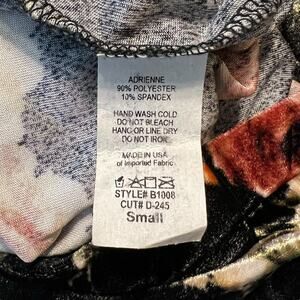 ADRIENNE
90% POLYESTER
10% SPANDEX
HAND WASH COLD
DO NOT BLEACH
HANG OR LINE DRY
DO NOT IRON
MADE IN USA
of Imported Fabric
STYLE# B1008
CUT# D-245
Small